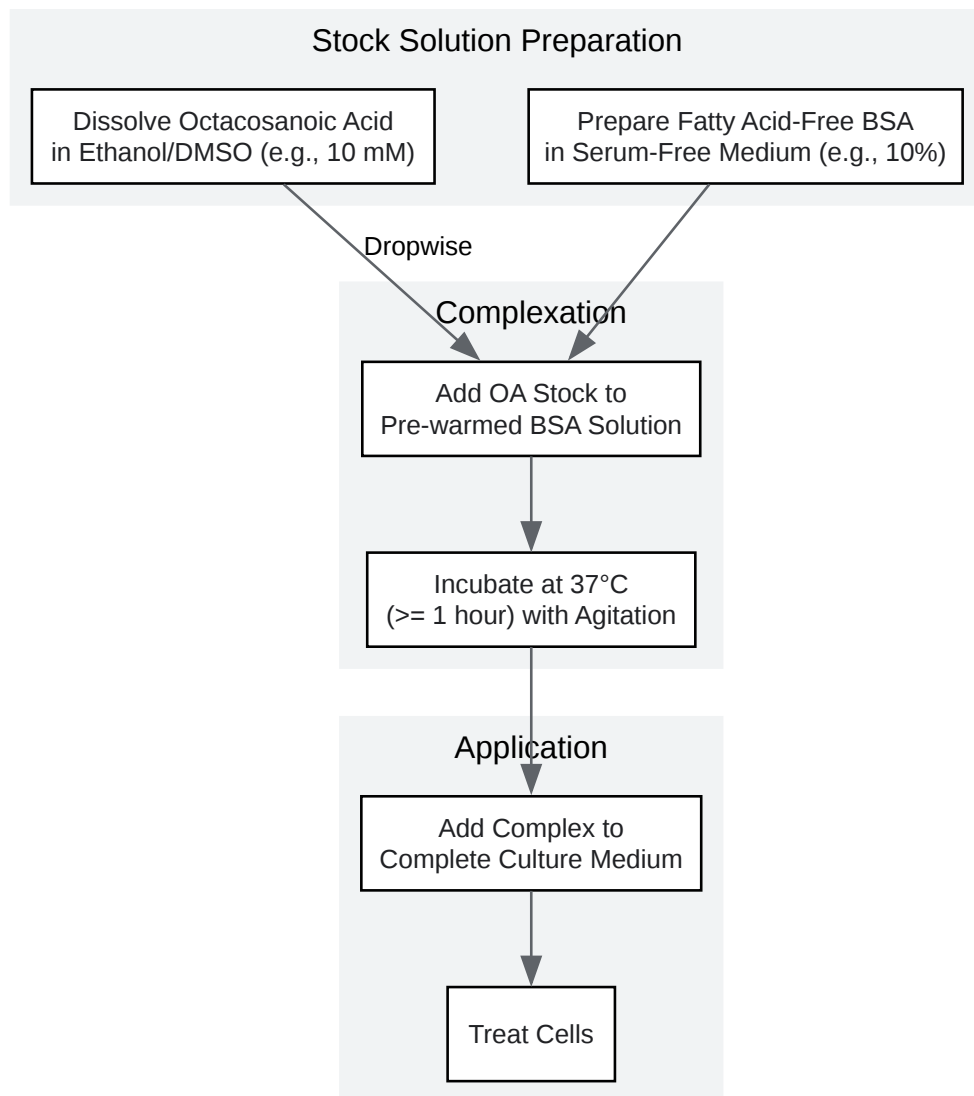 Stock Solution Preparation
Dissolve Octacosanoic Acid
in Ethanol/DMSO (e.g., 10 mM)
Prepare Fatty Acid-Free BSA
in Serum-Free Medium (e.g., 10%)
Dropwise
Complexation
Add OA Stock to
Pre-warmed BSA Solution
Incubate at 37°C
(>= 1 hour) with Agitation
Application
Add Complex to
Complete Culture Medium
Treat Cells